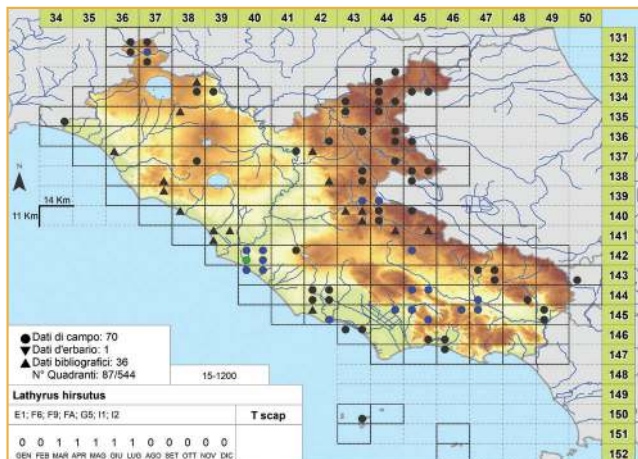 34 35 36 37 38 39 40 41 42 43 44 45 46 47 48 49 50
131
132
133
134
135
136
137
138
139
140
141
142
143
144
145
146
147
148
149
150
151
152
N
14 Km
11 Km
Dati di campo: 70
Dati d'erbario: 1
Dati bibliografici: 36
N° Quadranti: 87/544
15-1200
Lathyrus hirsutus
E1; F6; F9; FA; G5; I1; I2
T scap
0 0 1 1 1 1 1 0 0 0 0 0
GEN FEB MAR APR MAG GIU LUG AGO SET OTT NOV DIC